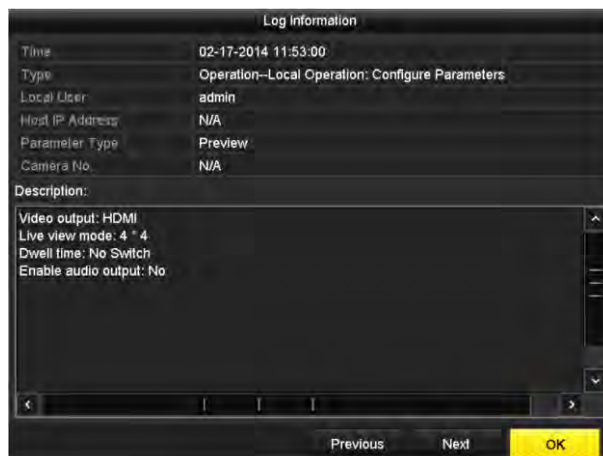 Log Information
Time 02-17-2014 11:53:00
Type Operation--Local Operation: Configure Parameters
Local User admin
Host IP Address N/A
Parameter Type Preview
Camera No. N/A
Description:
Video output: HDMI
Live view mode: 4 * 4
Dwell time: No Switch
Enable audio output: No
Previous Next OK